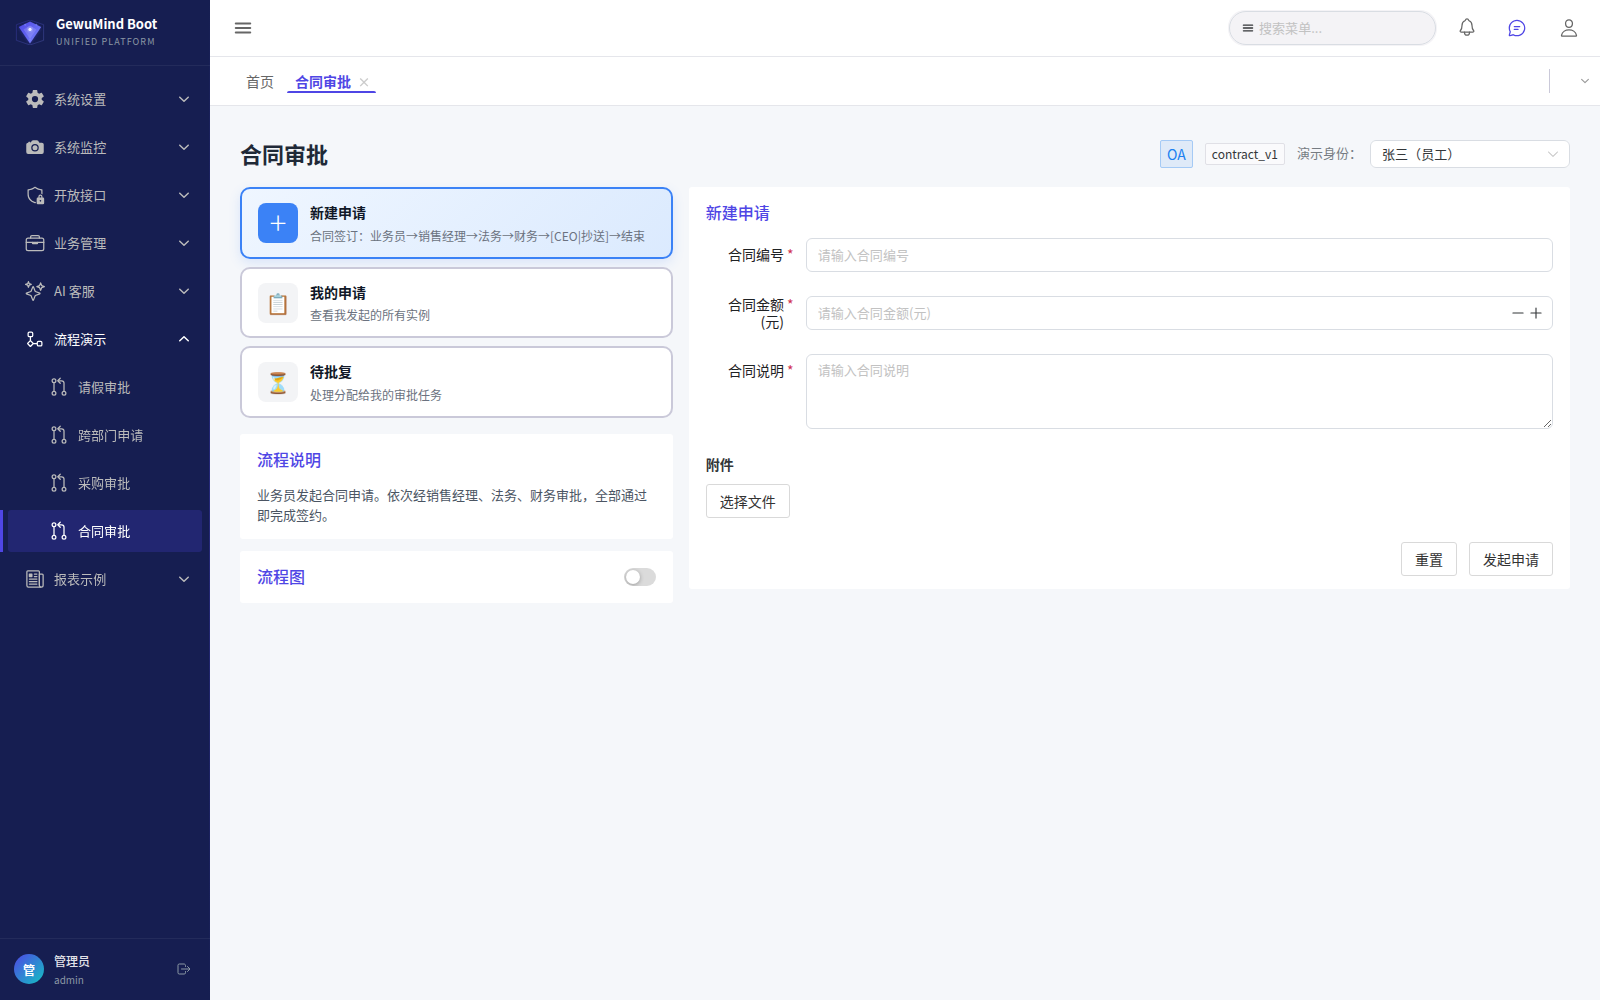 GewuMind Boot
UNIFIED PLATFORM
系统设置
系统监控
开放接口
业务管理
AI 客服
流程演示
请假审批
跨部门申请
采购审批
合同审批
报表示例
管
管理员
admin
搜索菜单...
首页
合同审批
合同审批
OA
contract_v1
演示身份：
张三（员工）
新建申请
合同签订：业务员→销售经理→法务→财务→[CEO|抄送]→结束
我的申请
查看我发起的所有实例
待批复
处理分配给我的审批任务
流程说明
业务员发起合同申请。依次经销售经理、法务、财务审批，全部通过
即完成签约。
流程图
新建申请
合同编号 *
请输入合同编号
合同金额 *
(元)
请输入合同金额(元)
合同说明 *
请输入合同说明
附件
选择文件
重置
发起申请